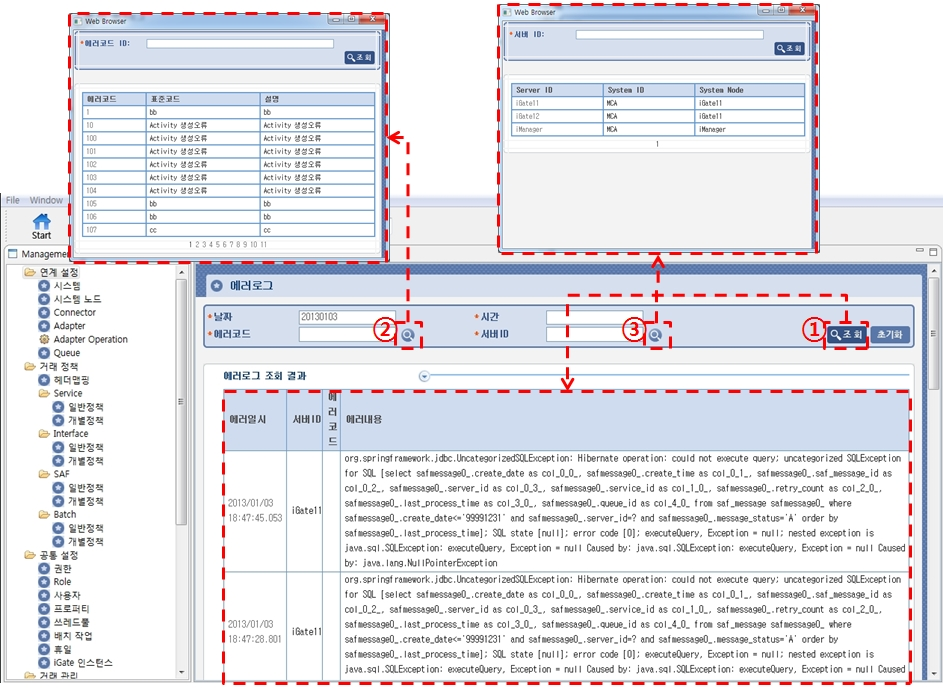 Web Browser
*에러코드 ID:
조회
에러코드 표준코드 설명
1 bb bb
10 Activity 생성오류 Activity 생성오류
100 Activity 생성오류 Activity 생성오류
101 Activity 생성오류 Activity 생성오류
102 Activity 생성오류 Activity 생성오류
103 Activity 생성오류 Activity 생성오류
104 Activity 생성오류 Activity 생성오류
105 bb bb
106 bb bb
107 cc cc
1 2 3 4 5 6 7 8 9 10 11
Web Browser
*서버 ID:
조회
Server ID System ID System Node
iGate11 MCA iGate11
iGate12 MCA iGate11
iManager MCA iManager
1
File Window
Start
Managemen
연계 설정
시스템
시스템 노드
Connector
Adapter
Adapter Operation
Queue
거래 정책
헤더맵핑
Service
일반정책
개별정책
Interface
일반정책
개별정책
SAF
일반정책
개별정책
Batch
일반정책
개별정책
공통 설정
권한
Role
사용자
프로퍼티
쓰레드풀
배치 작업
휴일
iGate 인스턴스
거래 관리
에러로그
*날짜 20130103 *시간
*에러코드 ② *서버ID ③ ① 조회 초기화
에러로그 조회 결과
에러일시 서버ID 에러코드 에러내용
2013/01/03 18:47:45.053 iGate11
org.springframework.jdbc.UncategorizedSQLException: Hibernate operation: could not execute query; uncategorized SQLException
for SQL [select safmessage0_.create_date as col_0_0_, safmessage0_.create_time as col_0_1_, safmessage0_.saf_message_id as
col_0_2_, safmessage0_.server_id as col_0_3_, safmessage0_.service_id as col_1_0_, safmessage0_.retry_count as col_2_0_,
safmessage0_.last_process_time as col_3_0_, safmessage0_.queue_id as col_4_0_ from saf_message safmessage0_ where
safmessage0_.create_date<='99991231' and safmessage0_.server_id=? and safmessage0_.message_status='A' order by
safmessage0_.last_process_time]; SQL state [null]; error code [0]; executeQuery, Exception = null; nested exception is
java.sql.SQLException: executeQuery, Exception = null Caused by: java.sql.SQLException: executeQuery, Exception = null Caused
by: java.lang.NullPointerException
2013/01/03 18:47:28.801 iGate11
org.springframework.jdbc.UncategorizedSQLException: Hibernate operation: could not execute query; uncategorized SQLException
for SQL [select safmessage0_.create_date as col_0_0_, safmessage0_.create_time as col_0_1_, safmessage0_.saf_message_id as
col_0_2_, safmessage0_.server_id as col_0_3_, safmessage0_.service_id as col_1_0_, safmessage0_.retry_count as col_2_0_,
safmessage0_.last_process_time as col_3_0_, safmessage0_.queue_id as col_4_0_ from saf_message safmessage0_ where
safmessage0_.create_date<='99991231' and safmessage0_.server_id=? and safmessage0_.message_status='A' order by
safmessage0_.last_process_time]; SQL state [null]; error code [0]; executeQuery, Exception = null; nested exception is
java.sql.SQLException: executeQuery, Exception = null Caused by: java.sql.SQLException: executeQuery, Exception = null Caused